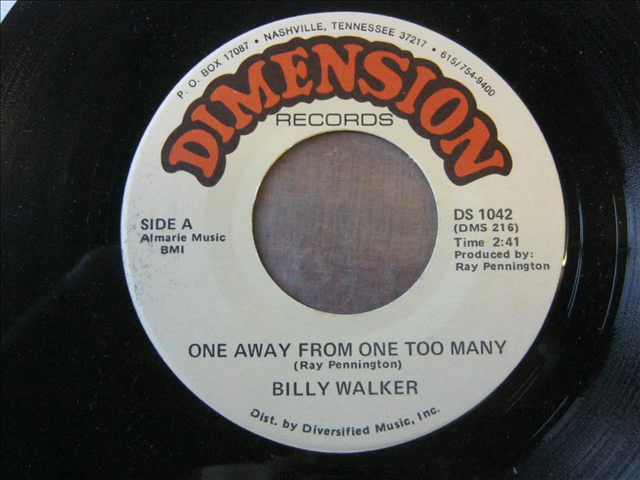 P. O. BOX 17087 • NASHVILLE, TENNESSEE 37217 • 615/754-9400
DIMENSION
RECORDS
SIDE A
Almarie Music
BMI
DS 1042
(DMS 216)
Time 2:41
Produced by:
Ray Pennington
ONE AWAY FROM ONE TOO MANY
(Ray Pennington)
BILLY WALKER
Dist. by Diversified Music, Inc.